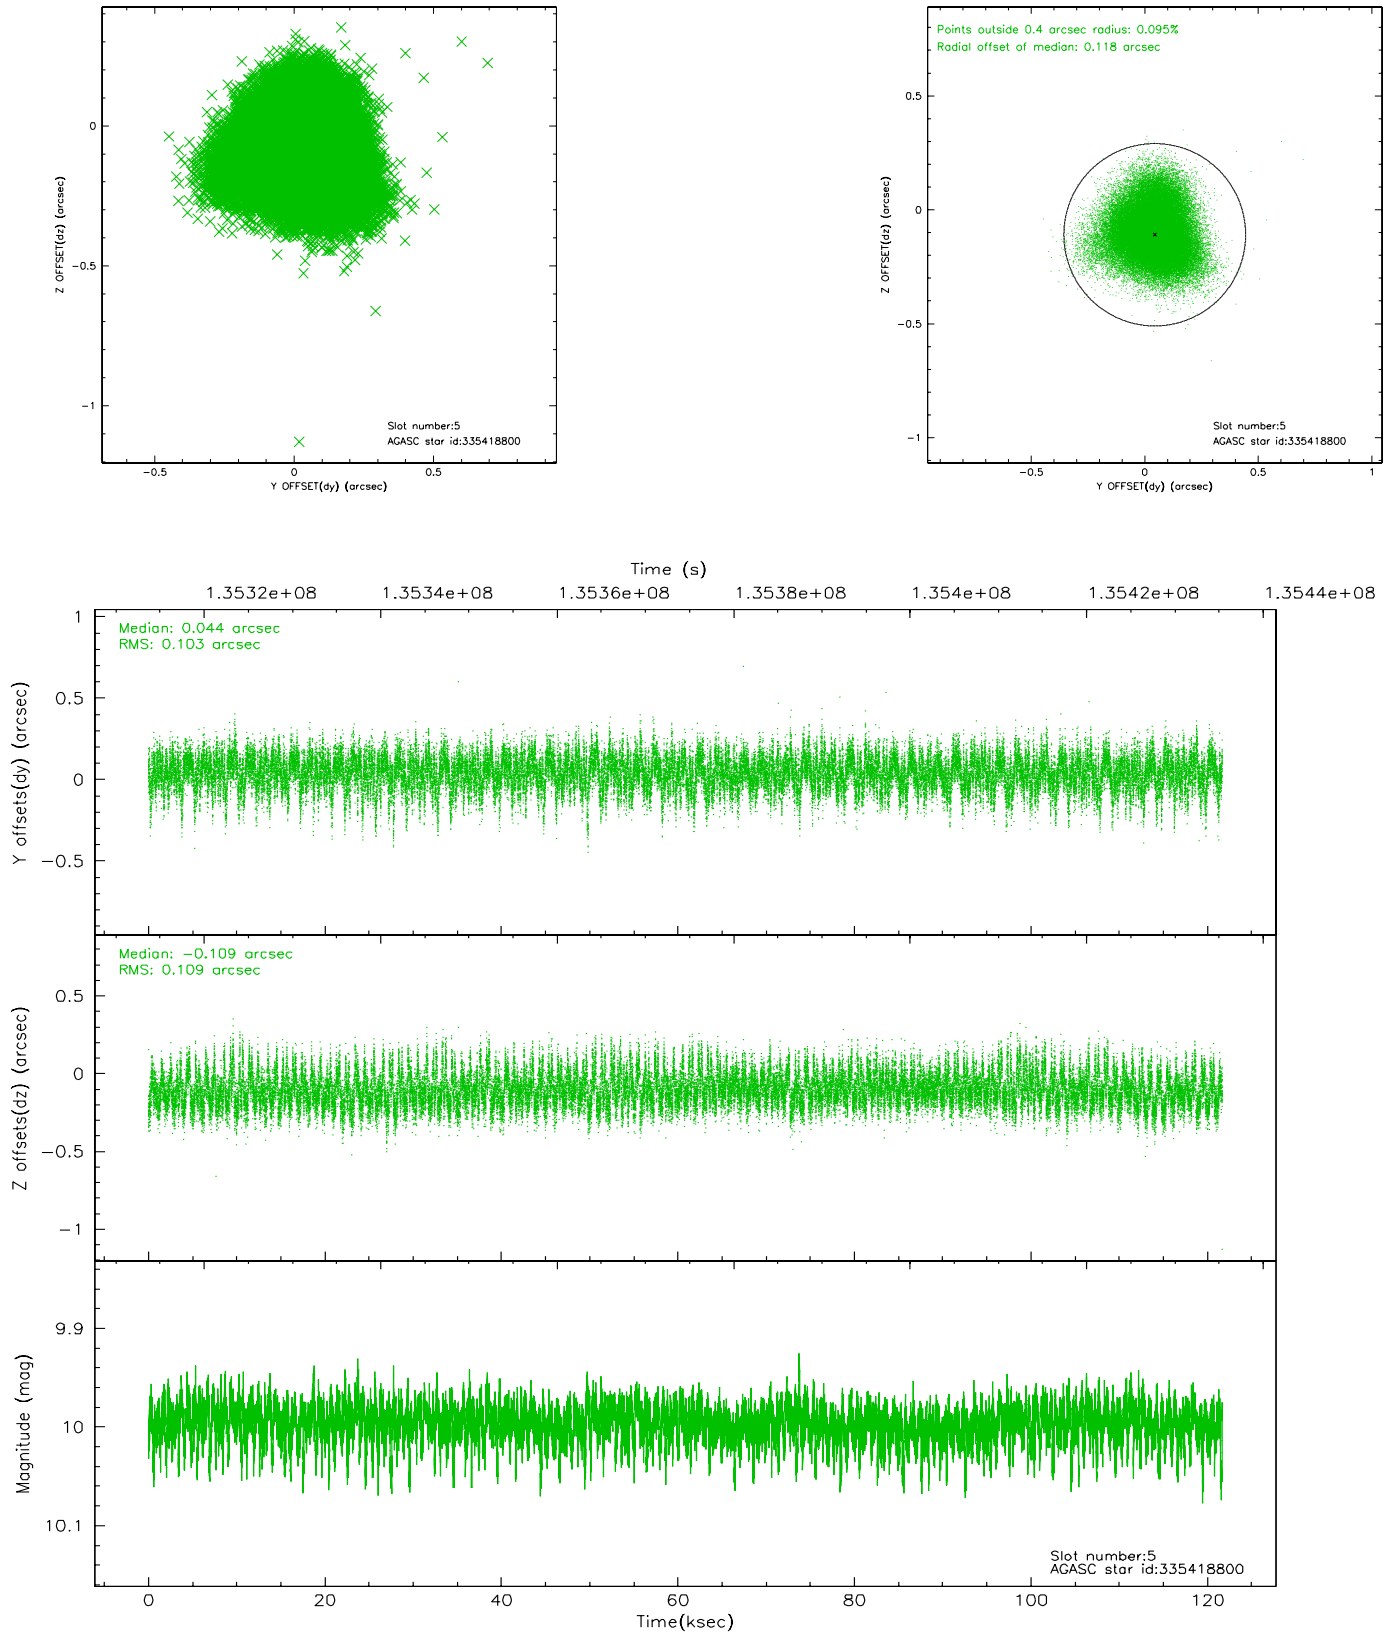 0
−0.5
−1
Z OFFSET(dz) (arcsec)
Slot number:5
AGASC star id:335418800
−0.5 0 0.5
Y OFFSET(dy) (arcsec)
Points outside 0.4 arcsec radius: 0.095%
Radial offset of median: 0.118 arcsec
0.5
0
−0.5
−1
Z OFFSET(dz) (arcsec)
Slot number:5
AGASC star id:335418800
−0.5 0 0.5 1
Y OFFSET(dy) (arcsec)
Time (s)
1.3532e+08 1.3534e+08 1.3536e+08 1.3538e+08 1.354e+08 1.3542e+08 1.3544e+08
Median: 0.044 arcsec
RMS: 0.103 arcsec
1
0.5
0
−0.5
Y offsets(dy) (arcsec)
Median: −0.109 arcsec
RMS: 0.109 arcsec
0.5
0
−0.5
−1
Z offsets(dz) (arcsec)
9.9
10
10.1
Magnitude (mag)
Slot number:5
AGASC star id:335418800
0 20 40 60 80 100 120
Time(ksec)